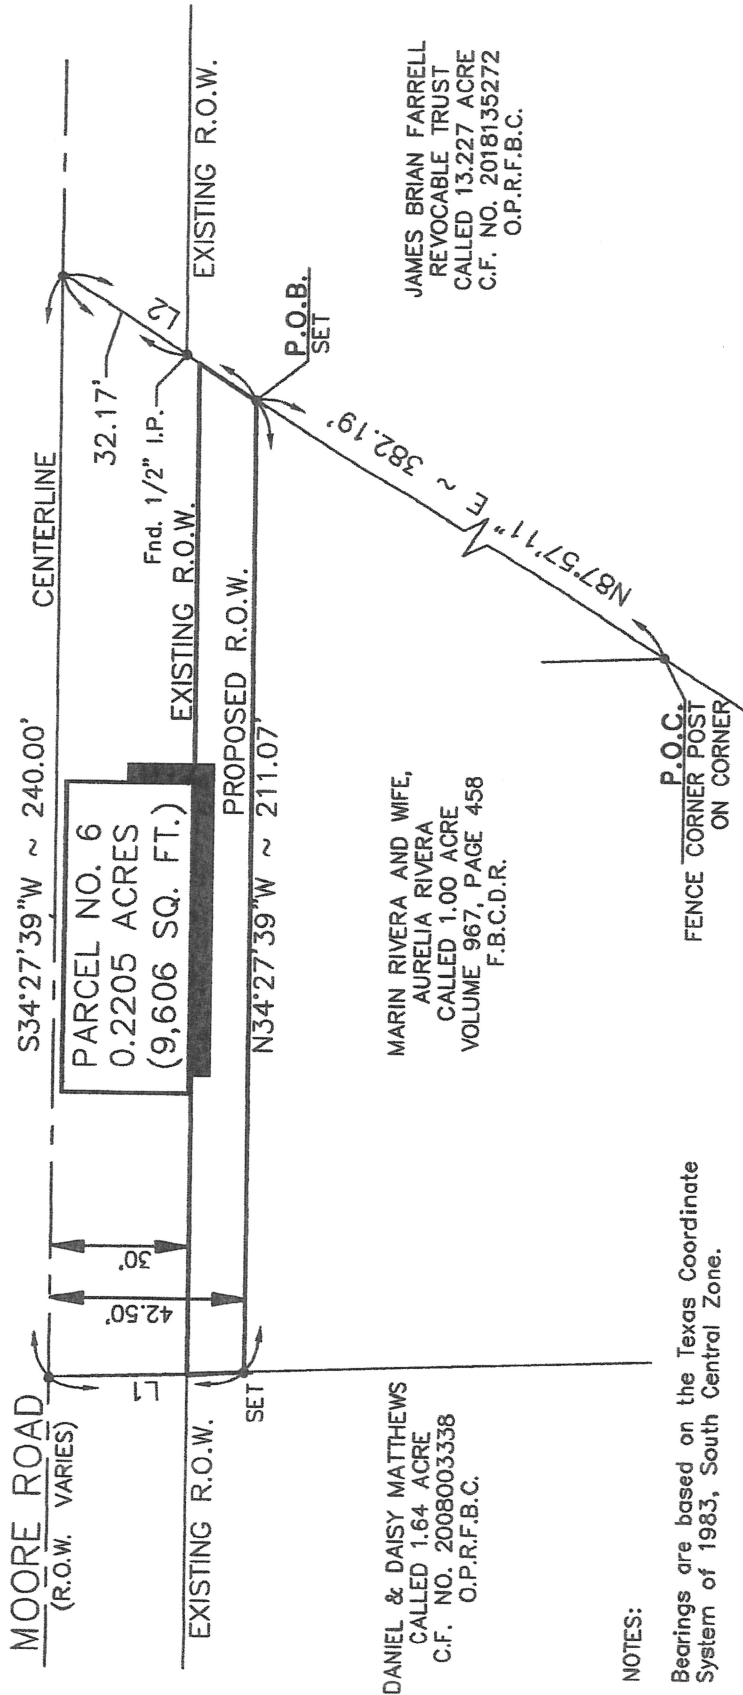 MOORE ROAD
(R.O.W. VARIES)
S34°27'39"W ~ 240.00'
CENTERLINE
PARCEL NO. 6
0.2205 ACRES
(9,606 SQ. FT.)
32.17'
Fnd. 1/2" I.P.
L2
30'
42.50'
L1
EXISTING R.O.W.
EXISTING R.O.W.
EXISTING R.O.W.
PROPOSED R.O.W.
N34°27'39"W ~ 211.07'
SET
P.O.B.
SET
N87°57'11" E ~ 382.19'
DANIEL & DAISY MATTHEWS
CALLED 1.64 ACRE
C.F. NO. 2008003338
O.P.R.F.B.C.
MARIN RIVERA AND WIFE,
AURELIA RIVERA
CALLED 1.00 ACRE
VOLUME 967, PAGE 458
F.B.C.D.R.
JAMES BRIAN FARRELL
REVOCABLE TRUST
CALLED 13.227 ACRE
C.F. NO. 2018135272
O.P.R.F.B.C.
P.O.C.
FENCE CORNER POST
ON CORNER
NOTES:
Bearings are based on the Texas Coordinate
System of 1983, South Central Zone.